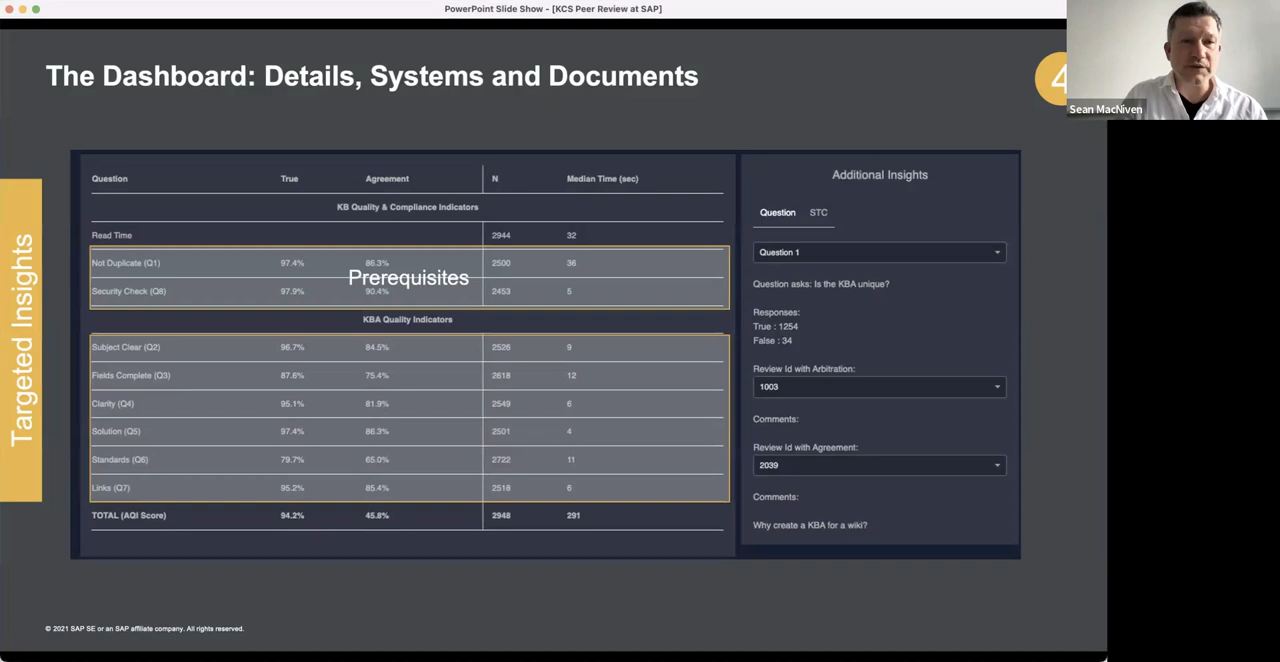 PowerPoint Slide Show - [KCS Peer Review at SAP]
The Dashboard: Details, Systems and Documents
4
Sean MacNiven
Targeted Insights
Question True Agreement N Median Time (sec)
KB Quality & Compliance Indicators
Read Time 2944 32
Not Duplicate (Q1) 97.4% 86.3% 2500 36
Prerequisites
Security Check (Q8) 97.9% 90.4% 2453 5
KBA Quality Indicators
Subject Clear (Q2) 96.7% 84.5% 2526 9
Fields Complete (Q3) 87.6% 75.4% 2618 12
Clarity (Q4) 95.1% 81.9% 2549 6
Solution (Q5) 97.4% 86.3% 2501 4
Standards (Q6) 79.7% 65.0% 2722 11
Links (Q7) 95.2% 85.4% 2518 6
TOTAL (AQI Score) 94.2% 45.8% 2948 291
Additional Insights
Question STC
Question 1
Question asks: Is the KBA unique?
Responses:
True : 1254
False : 34
Review Id with Arbitration:
1003
Comments:
Review Id with Agreement:
2039
Comments:
Why create a KBA for a wiki?
© 2021 SAP SE or an SAP affiliate company. All rights reserved.